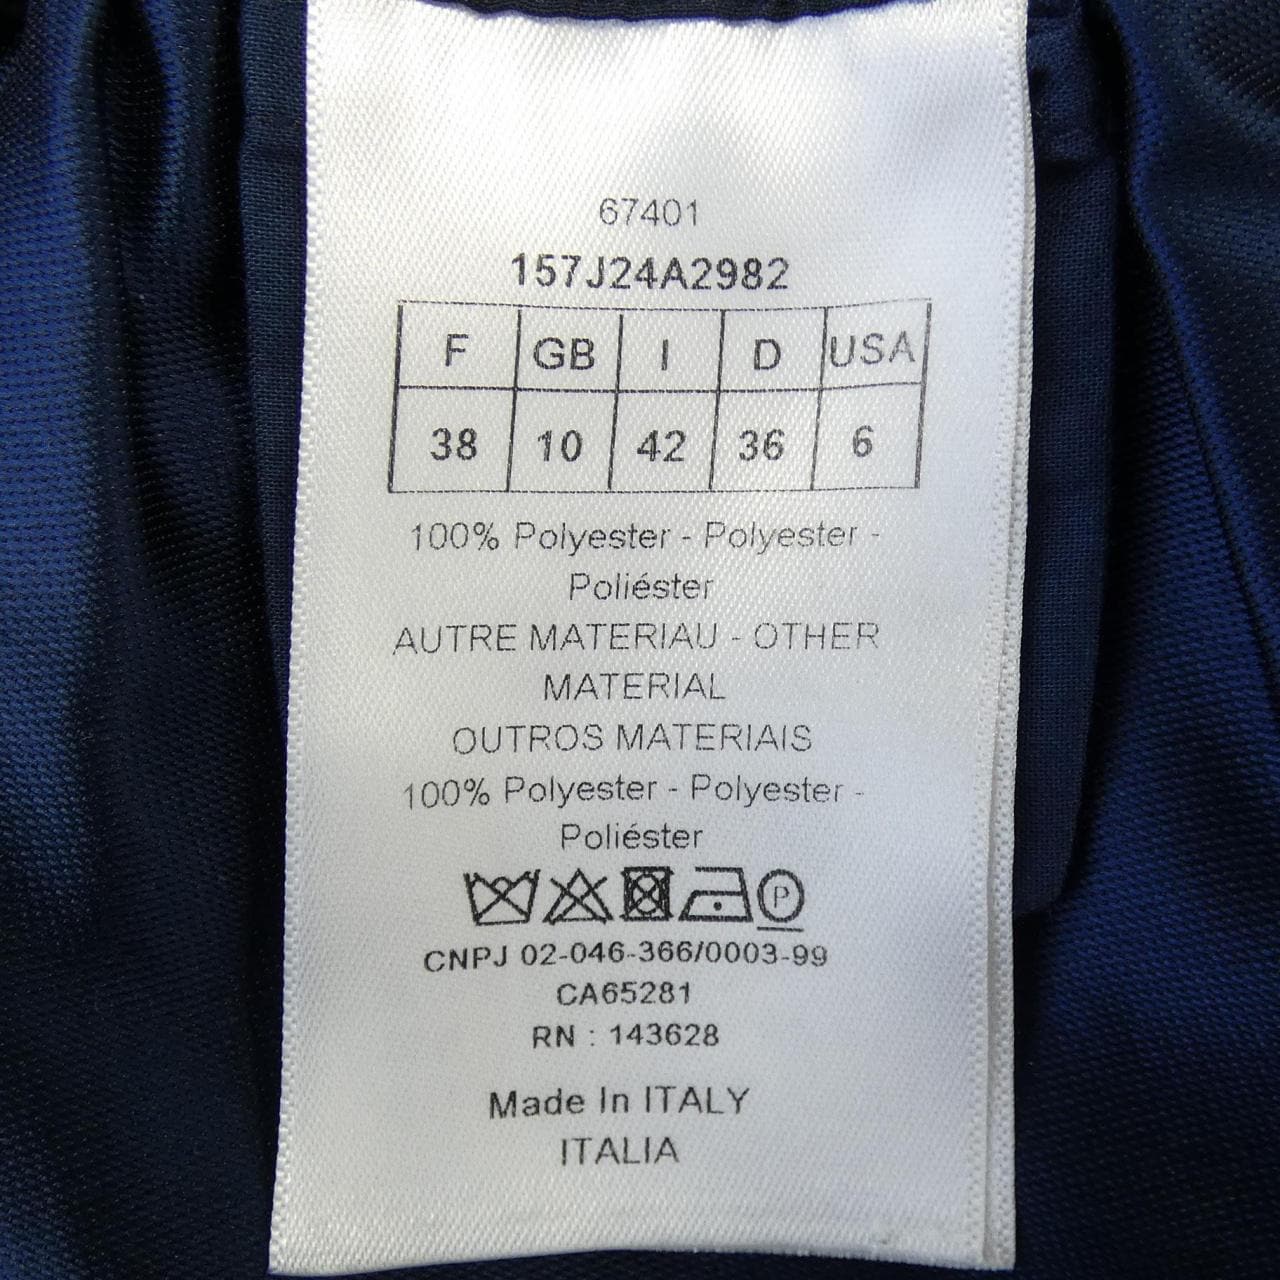 67401
157J24A2982
F GB I D USA
38 10 42 36 6
100% Polyester - Polyester -
Poliéster
AUTRE MATERIAU - OTHER
MATERIAL
OUTROS MATERIAIS
100% Polyester - Polyester -
Poliéster
P
CNPJ 02-046-366/0003-99
CA65281
RN : 143628
Made In ITALY
ITALIA